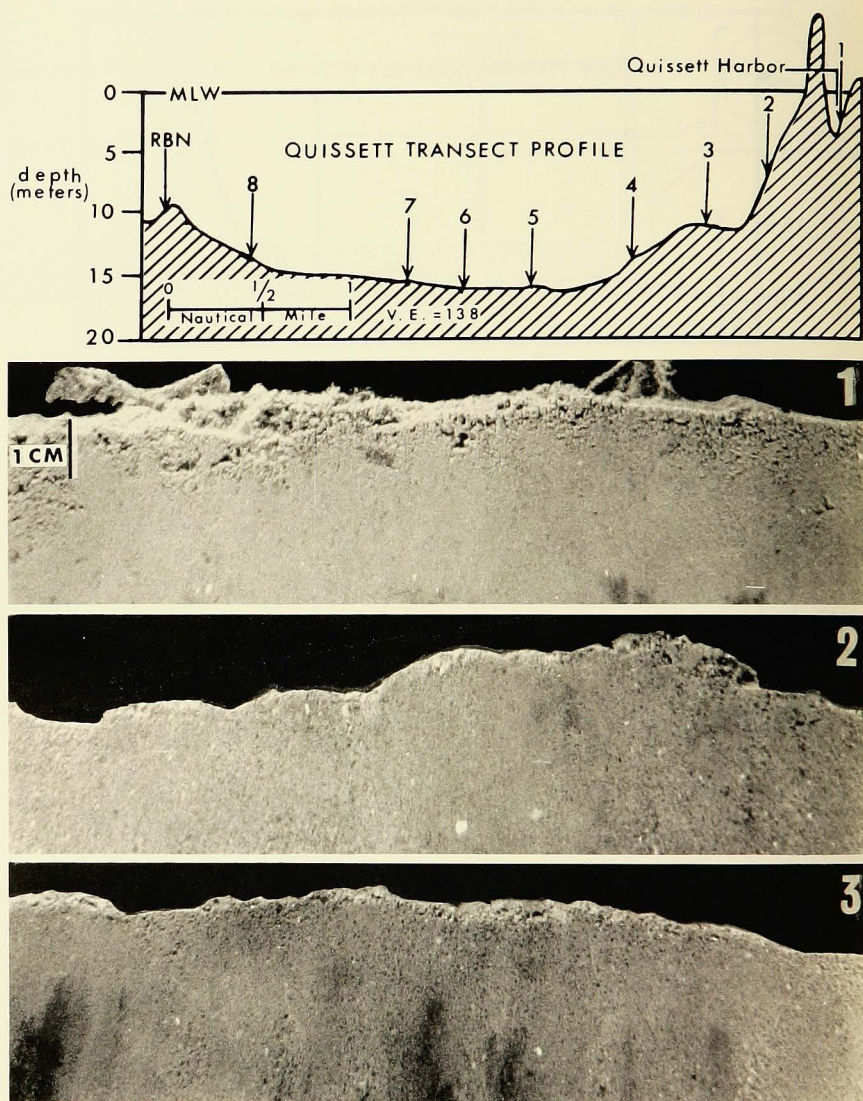 Quissett Harbor
1
0 MLW
2
RBN
QUISSETT TRANSECT PROFILE
3
5
depth
(meters)
8
4
10
7
6
5
15
0 1/2 1
Nautical Mile
V. E. =138
20
1
1 CM
2
3